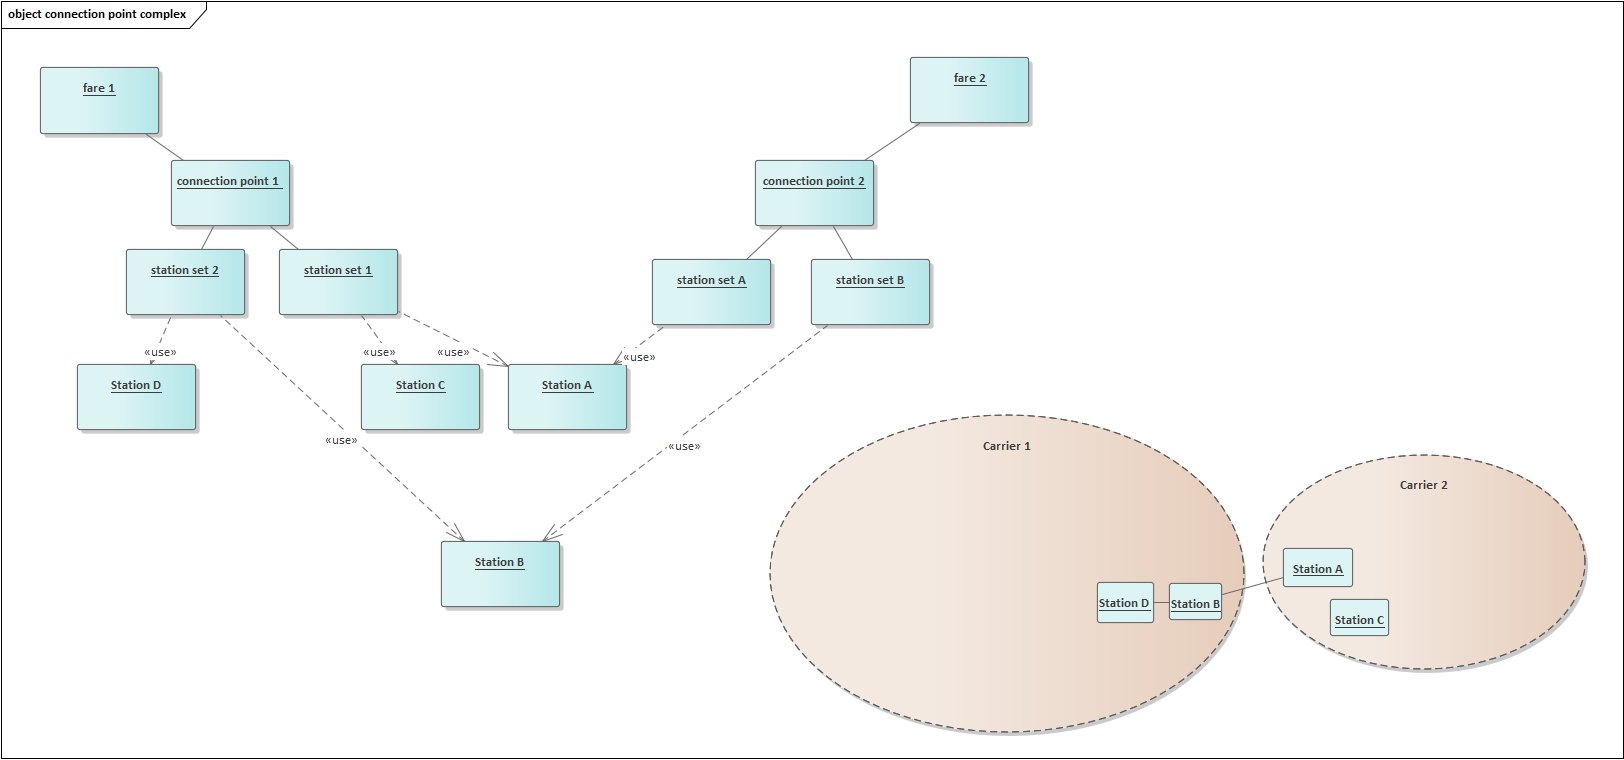 object connection point complex
fare 1
fare 2
connection point 1
connection point 2
station set 2
station set 1
station set A
station set B
«use»
«use»
«use»
«use»
Station D
Station C
Station A
«use»
«use»
Carrier 1
Carrier 2
Station B
Station A
Station D
Station B
Station C